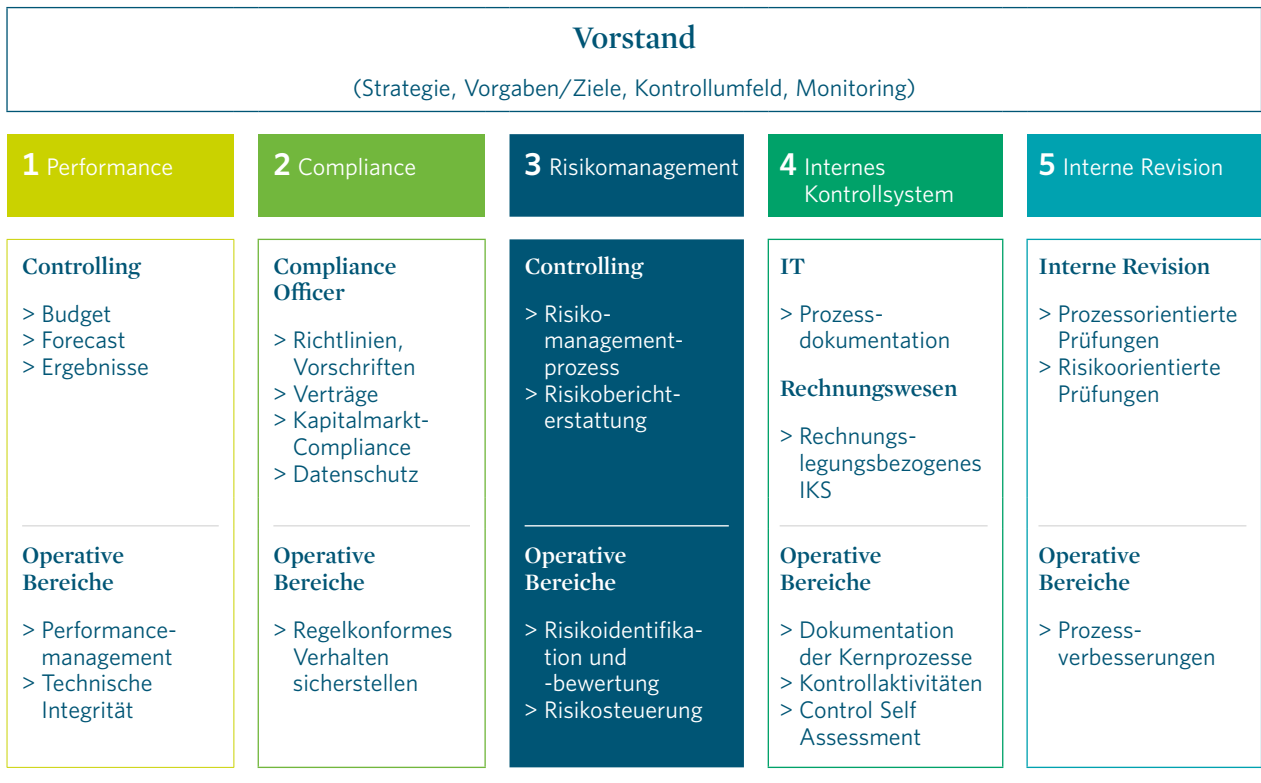 Vorstand
(Strategie, Vorgaben/Ziele, Kontrollumfeld, Monitoring)
1 Performance
2 Compliance
3 Risikomanagement
4 Internes
Kontrollsystem
5 Interne Revision
Controlling
> Budget
> Forecast
> Ergebnisse
Operative
Bereiche
> Performance-
management
> Technische
Integrität
Compliance
Officer
> Richtlinien,
Vorschriften
> Verträge
> Kapitalmarkt-
Compliance
> Datenschutz
Operative
Bereiche
> Regelkonformes
Verhalten
sicherstellen
Controlling
> Risiko-
management-
prozess
> Risikobericht-
erstattung
Operative
Bereiche
> Risikoidentifika-
tion und
-bewertung
> Risikosteuerung
IT
> Prozess-
dokumentation
Rechnungswesen
> Rechnungs-
legungsbezogenes
IKS
Operative
Bereiche
> Dokumentation
der Kernprozesse
> Kontrollaktivitäten
> Control Self
Assessment
Interne Revision
> Prozessorientierte
Prüfungen
> Risikoorientierte
Prüfungen
Operative
Bereiche
> Prozess-
verbesserungen